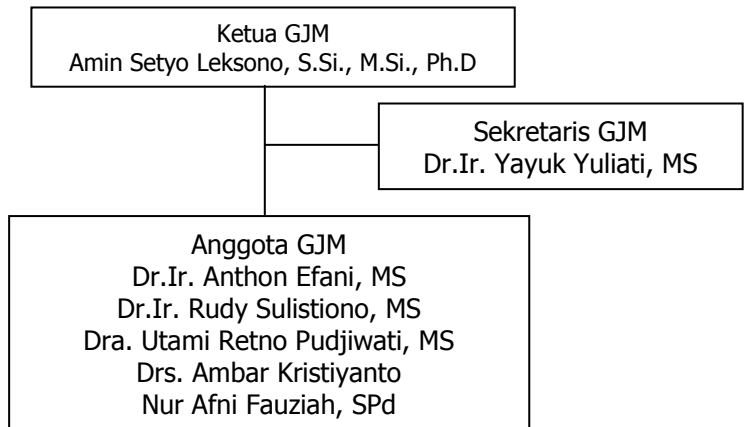 Ketua GJM
Amin Setyo Leksono, S.Si., M.Si., Ph.D
Sekretaris GJM
Dr.Ir. Yayuk Yuliati, MS
Anggota GJM
Dr.Ir. Anthon Efani, MS
Dr.Ir. Rudy Sulistiono, MS
Dra. Utami Retno Pudjiwati, MS
Drs. Ambar Kristiyanto
Nur Afni Fauziah, SPd